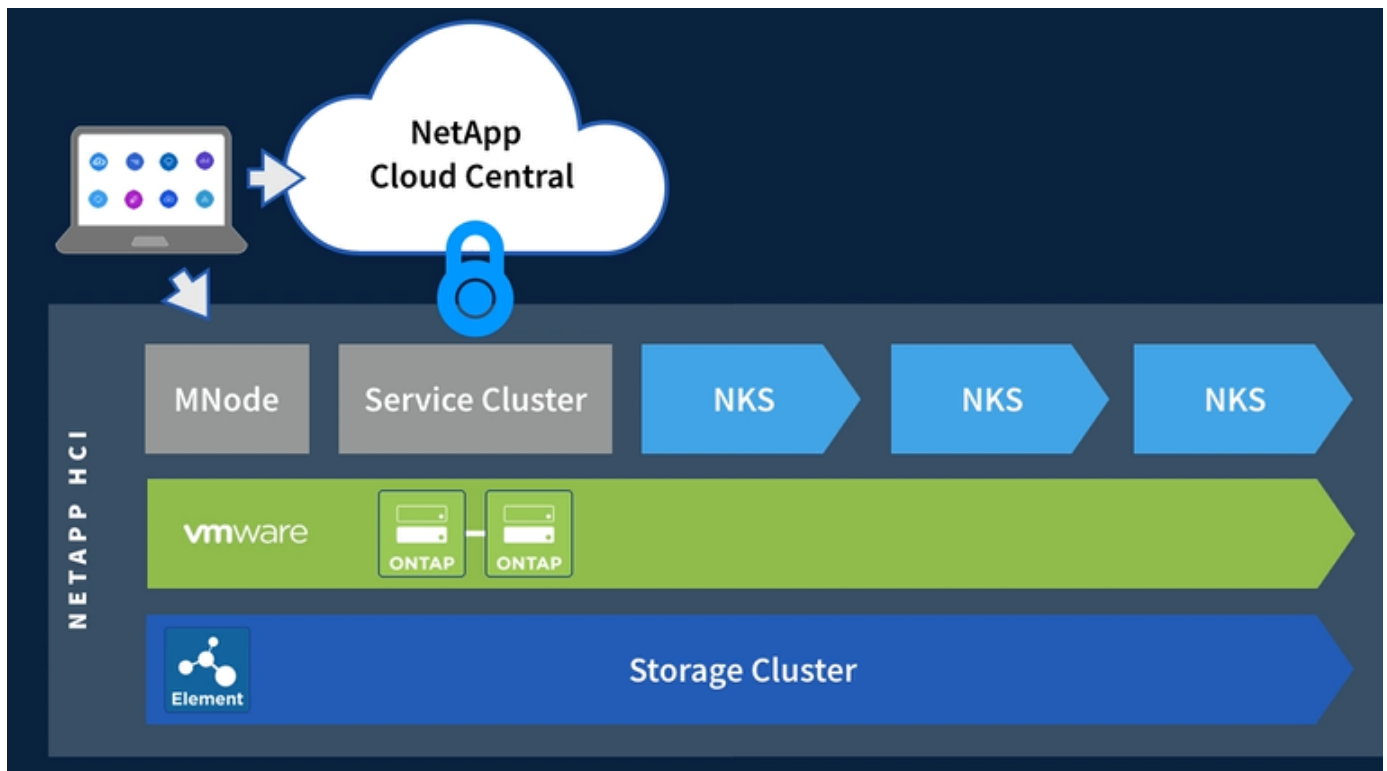 NetApp
Cloud Central
NETAPP HCI
MNode
Service Cluster
NKS
NKS
NKS
vmware
ONTAP
ONTAP
Element
Storage Cluster